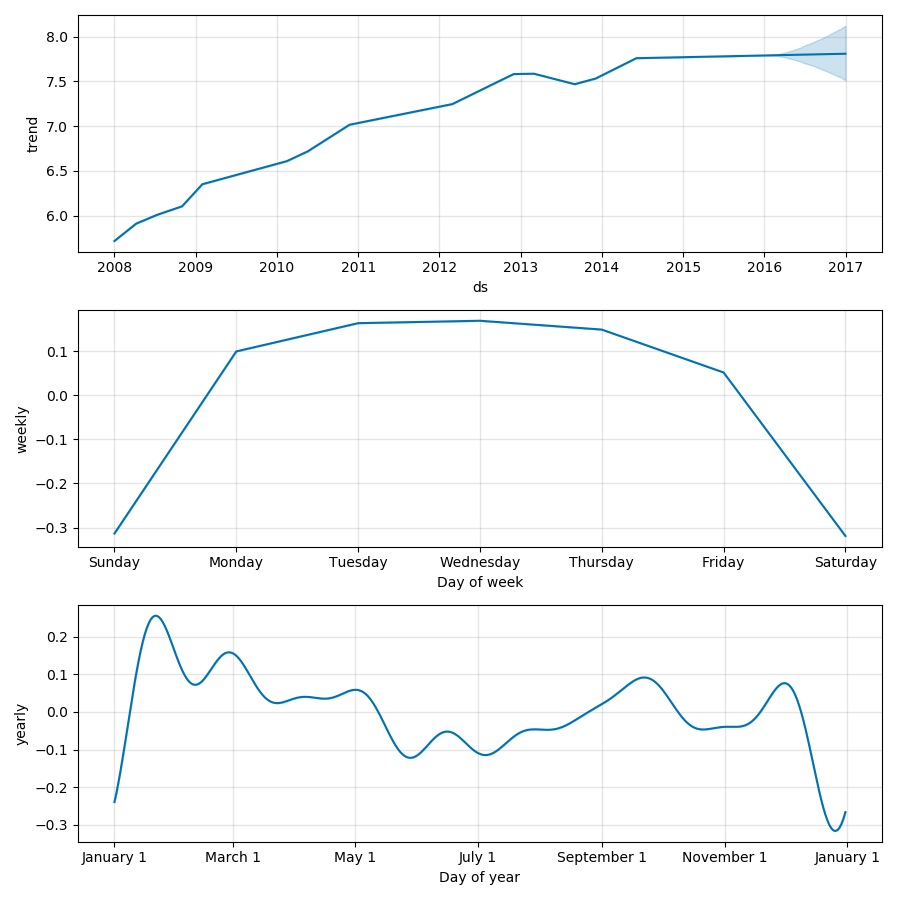 8.0
7.5
7.0
6.5
6.0
trend
2008 2009 2010 2011 2012 2013 2014 2015 2016 2017
ds
0.1
0.0
−0.1
−0.2
−0.3
weekly
Sunday Monday Tuesday Wednesday Thursday Friday Saturday
Day of week
0.2
0.1
0.0
−0.1
−0.2
−0.3
yearly
January 1 March 1 May 1 July 1 September 1 November 1 January 1
Day of year